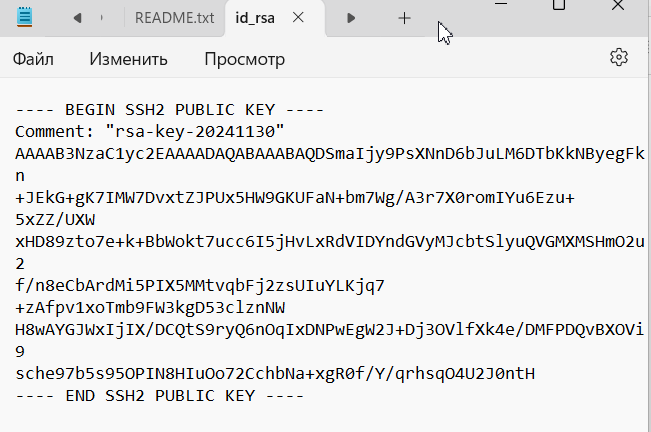 README.txt
id_rsa
Файл
Изменить
Просмотр
---- BEGIN SSH2 PUBLIC KEY ----
Comment: "rsa-key-20241130"
AAAAB3NzaC1yc2EAAAADAQABAAABAQDSmaIjy9PsXNnD6bJuLM6DTbKkNByegFk
n
+JEkG+gK7IMW7DvxtZJPUx5HW9GKUFaN+bm7Wg/A3r7X0romIYu6Ezu+
5xZZ/UXW
xHD89zto7e+k+BbWokt7ucc6I5jHvLxRdVIDYndGVyMJcbtSlyuQVGMXMSHmO2u
2
f/n8eCbArdMi5PIX5MMtvqbFj2zsUIuYLKjq7
+zAfpv1xoTmb9FW3kgD53clznNW
H8wAYGJWxIjIX/DCQtS9ryQ6nOqIxDNPwEgW2J+Dj3OVlfXk4e/DMFPDQvBXOVi
9
sche97b5s95OPIN8HIuOo72CchbNa+xgR0f/Y/qrhsqO4U2J0ntH
---- END SSH2 PUBLIC KEY ----